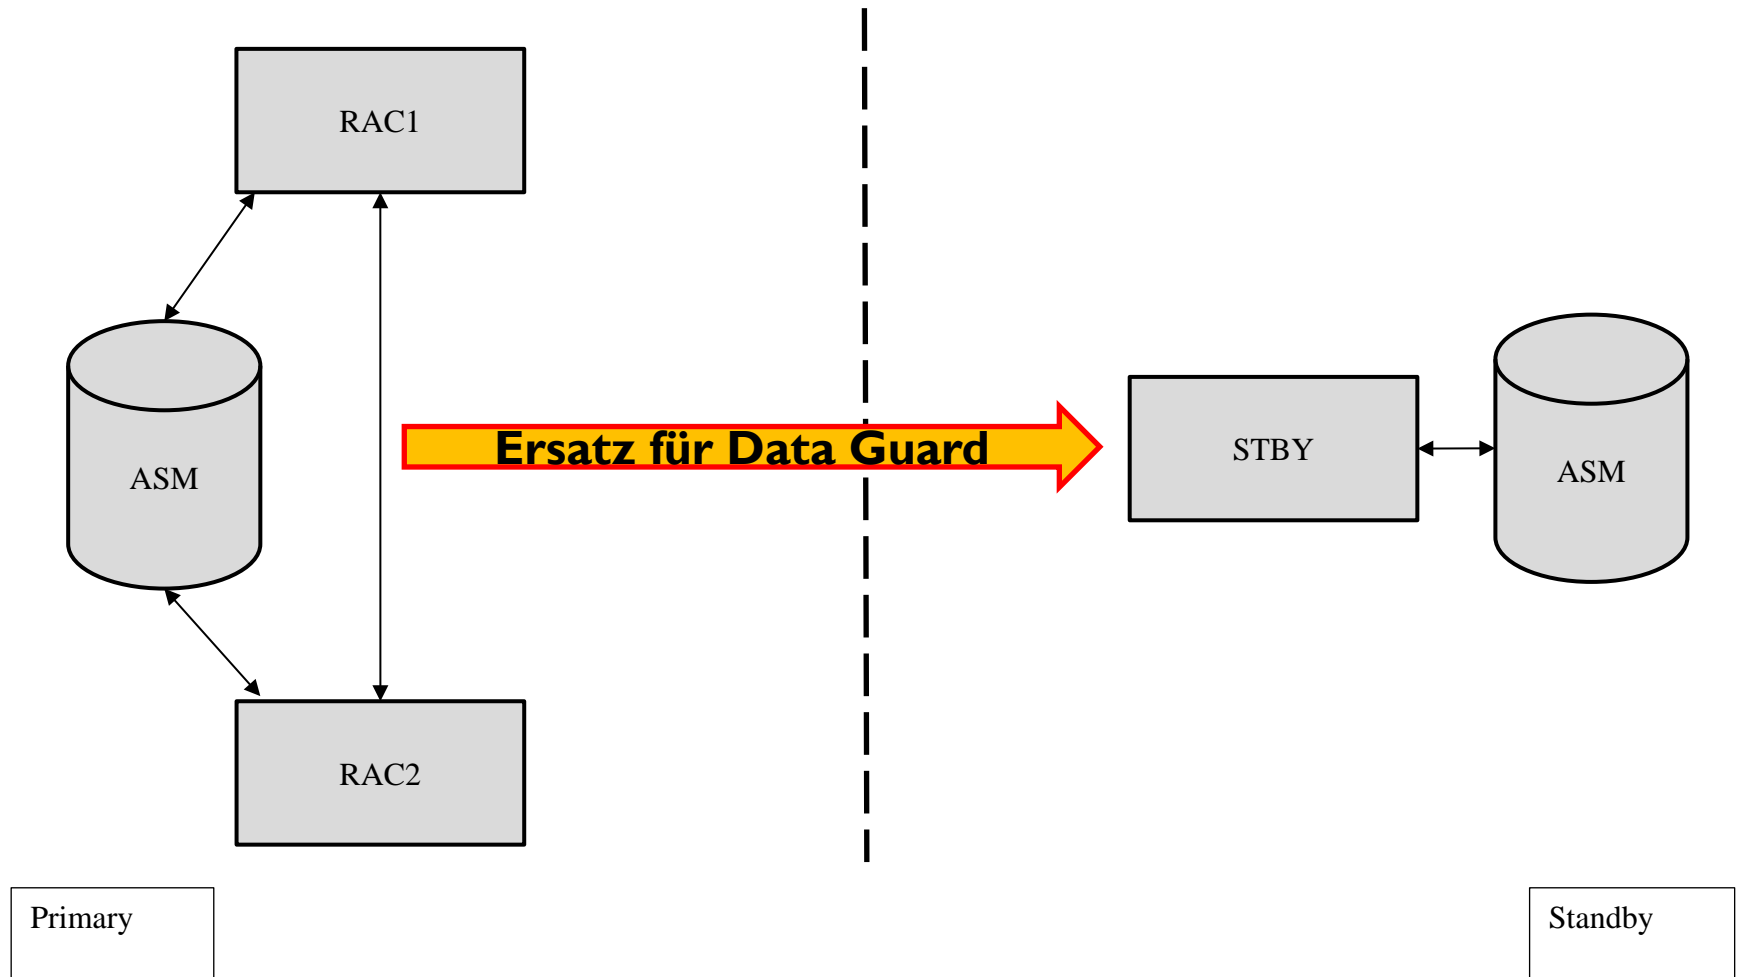 RAC1
ASM
Ersatz für Data Guard
STBY
ASM
RAC2
Primary
Standby